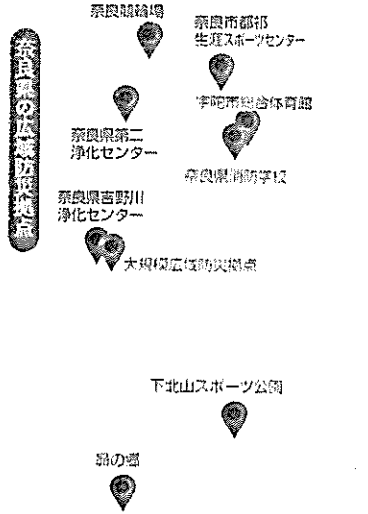 奈良県の広域防災拠点
奈良競輪場
奈良市都祁
生涯スポーツセンター
宇陀市総合体育館
奈良県第二
浄化センター
奈良県消防学校
奈良県吉野川
浄化センター
大規模広域防災拠点
下北山スポーツ公園
昴の郷